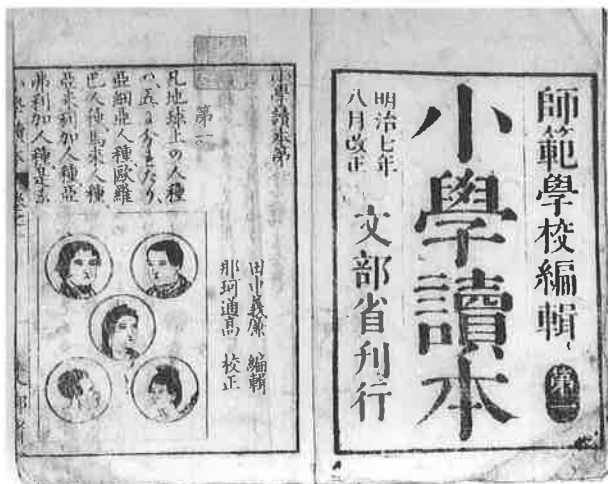 師範學校編輯
第一
小學讀本
明治七年
八月改正
文部省刊行
小學讀本第一
田中義廉 編輯
那珂通高 校正
第一
凡地球上の人種
ハ、五つに分れたり、
亞細亞人種、歐羅
巴人種、馬來人種、
亞米利加人種、亞
弗利加人種、是なり